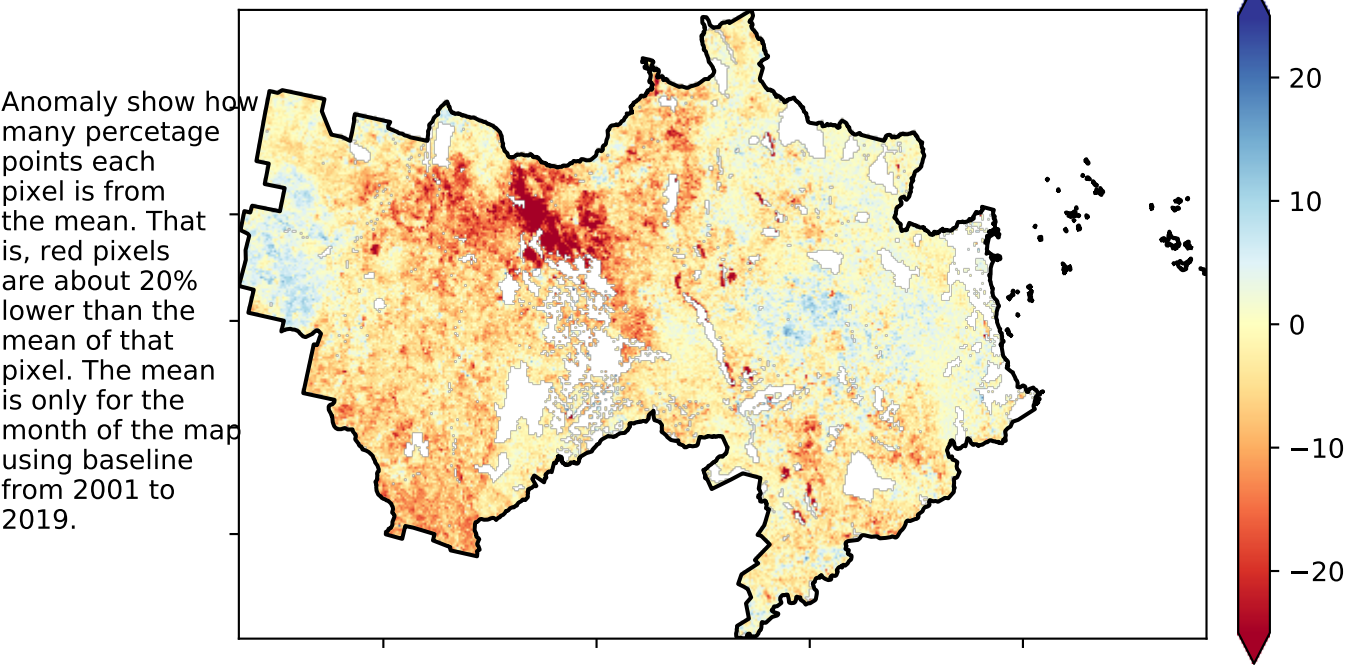 Anomaly show how
many percetage
points each
pixel is from
the mean. That
is, red pixels
are about 20%
lower than the
mean of that
pixel. The mean
is only for the
month of the map
using baseline
from 2001 to
2019.
20
10
0
−10
−20